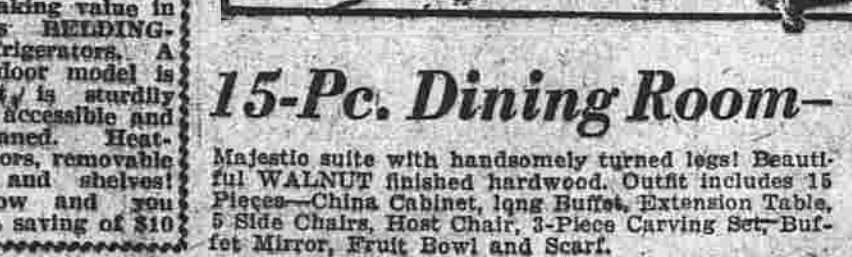 aking value in
BELDING-
rigerators. A
door model is
is sturdily
accessible and
aned. Heat-
ors, removable
and shelves!
ow and you
saving of $10
15-Pc. Dining Room—
Majestic suite with handsomely turned legs! Beauti-
ful WALNUT finished hardwood. Outfit includes 15
Pieces—China Cabinet, long Buffet, Extension Table,
5 Side Chairs, Host Chair, 3-Piece Carving Set, Buf-
fet Mirror, Fruit Bowl and Scarf.